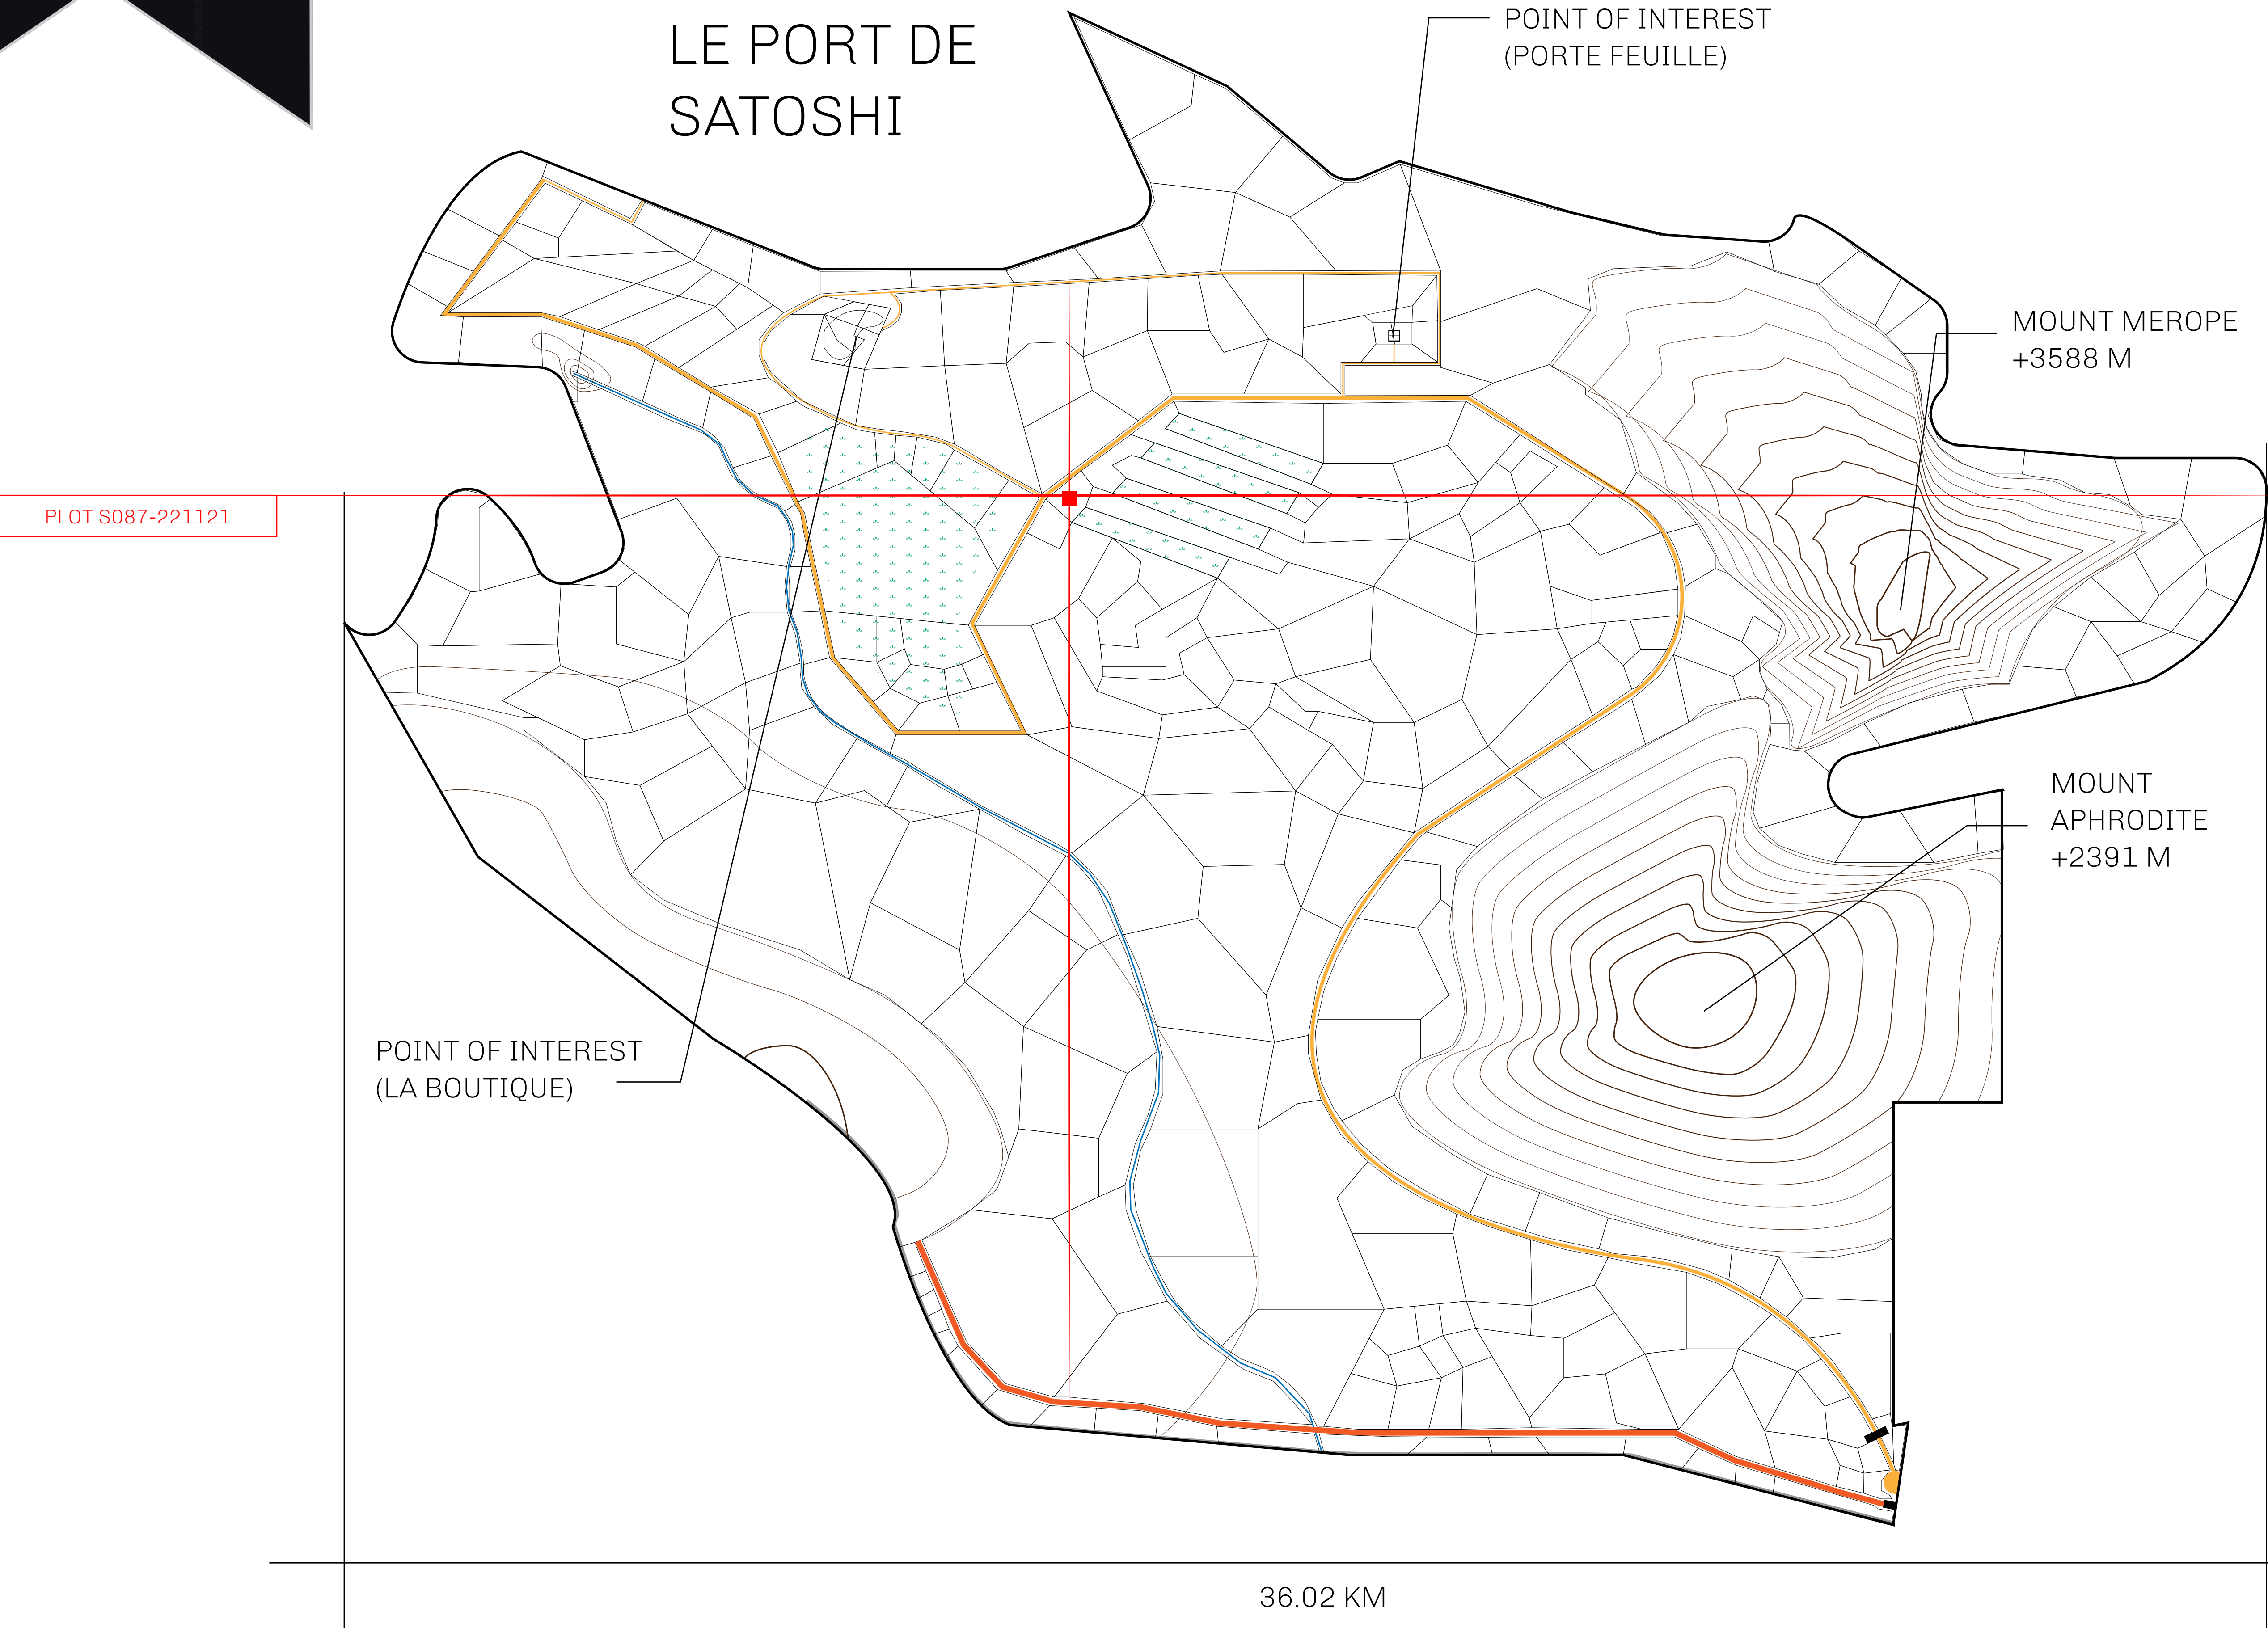 LE PORT DE
SATOSHI
POINT OF INTEREST
(PORTE FEUILLE)
MOUNT MEROPE
+3588 M
PLOT S087-221121
MOUNT
APHRODITE
+2391 M
POINT OF INTEREST
(LA BOUTIQUE)
36.02 KM